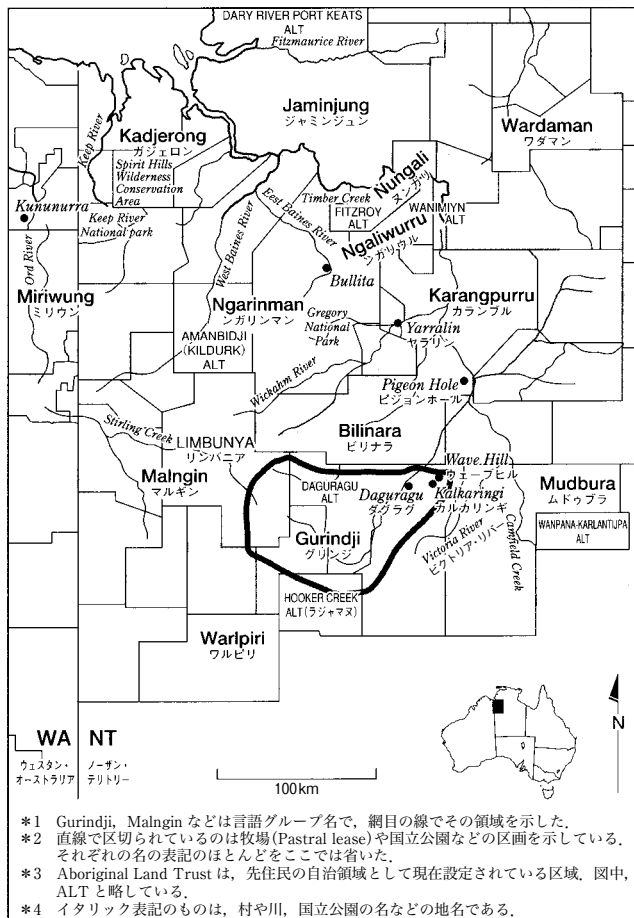 DARY RIVER PORT KEATS
ALT
Fitzmaurice River
Jaminjung
ジャミンジュン
Wardaman
ワダマン
Kadjerong
ガジェロン
Keep River
Spirit Hills
Wilderness
Conservation
Area
Kununurra
Keep River
National park
Ord River
Miriwung
ミリウン
East Baines River
West Baines River
Timber Creek
FITZROY
ALT
Nungali
ヌンガリ
WANIMIYN
ALT
Ngaliwurru
ンガリウル
Bullita
Ngarinman
ンガリンマン
AMANBIDJI
(KILDURK)
ALT
Gregory
National
Park
Karangpurru
カランプル
Yarralin
ヤラリン
Wickahm River
Pigeon Hole
ピジョンホール
Stirling Creek
LIMBUNYA
リンバニア
Bilinara
ビリナラ
Malngin
マルギン
DAGURAGU
ALT
Wave Hill
ウェーブヒル
Daguragu
ダグラグ
Kalkaringi
カルカリンギ
Mudbura
ムドゥブラ
WANPANA-KARLANTIJPA
ALT
Gurindji
グリンジ
Victoria River
ビクトリア・リバー
Camfield Creek
HOOKER CREEK
ALT(ラジャマヌ)
Warlpiri
ワルピリ
WA NT
ウェスタン・
オーストラリア
ノーザン・
テリトリー
100km
N
*1 Gurindji, Malngin などは言語グループ名で，網目の線でその領域を示した．
*2 直線で区切られているのは牧場(Pastral lease)や国立公園などの区画を示している．
それぞれの名の表記のほとんどをここでは省いた．
*3 Aboriginal Land Trust は，先住民の自治領域として現在設定されている区域．図中，
ALT と略している．
*4 イタリック表記のものは，村や川，国立公園の名などの地名である．